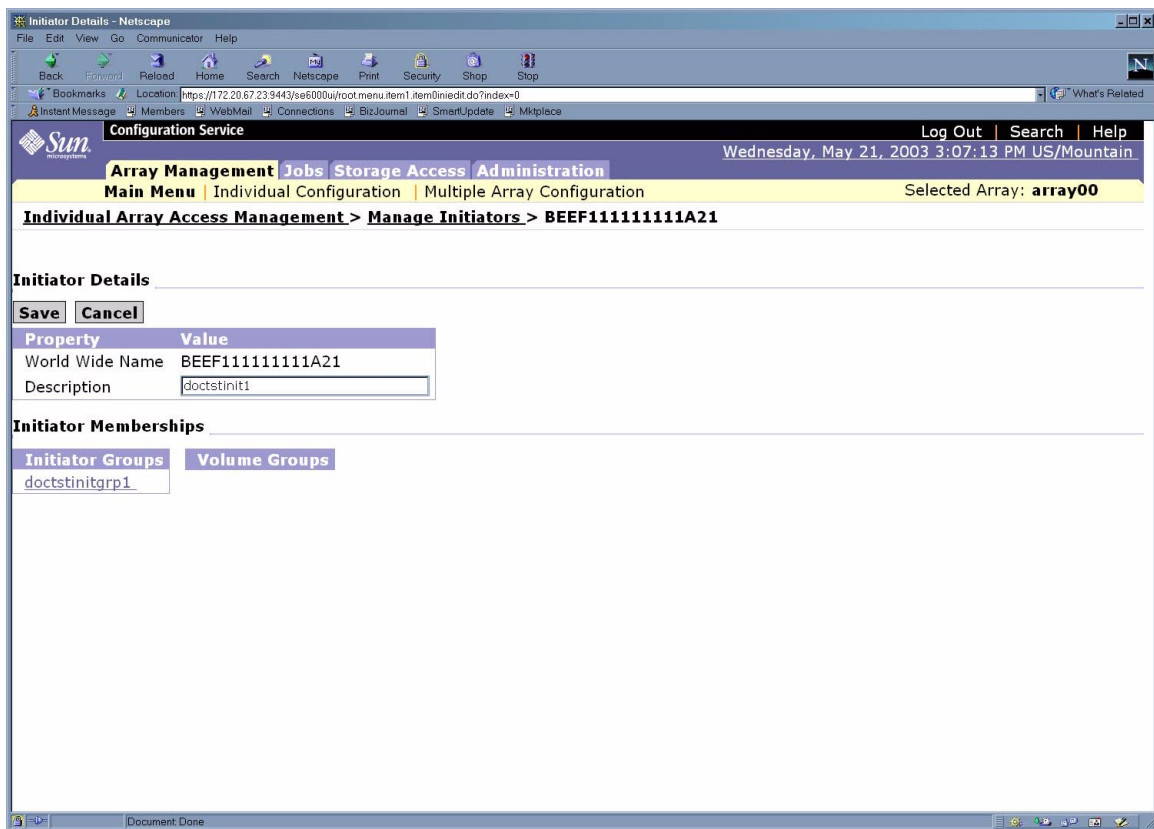 Initiator Details - Netscape
File Edit View Go Communicator Help
Back Forward Reload Home Search Netscape Print Security Shop Stop
N
Bookmarks Location: https://172.20.67.23:9443/se6000ui/root.menu.item1.item0iniedit.do?index=0 What's Related
Instant Message Members WebMail Connections BizJournal SmartUpdate Mktplace
Sun microsystems
Configuration Service
Log Out | Search | Help
Wednesday, May 21, 2003 3:07:13 PM US/Mountain
Array Management Jobs Storage Access Administration
Main Menu | Individual Configuration | Multiple Array Configuration
Selected Array: array00
Individual Array Access Management > Manage Initiators > BEEF111111111A21
Initiator Details
Save Cancel
Property Value
World Wide Name BEEF111111111A21
Description doctstinit1
Initiator Memberships
Initiator Groups Volume Groups
doctstinitgrp1
Document: Done